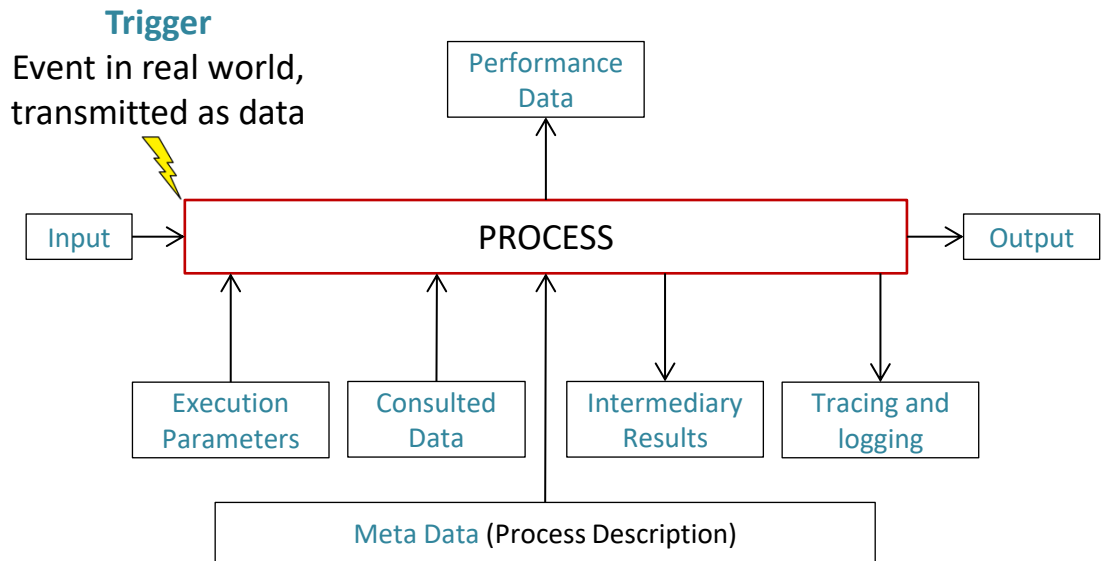 Trigger
Event in real world,
transmitted as data
Performance
Data
Input
PROCESS
Output
Execution
Parameters
Consulted
Data
Intermediary
Results
Tracing and
logging
Meta Data (Process Description)